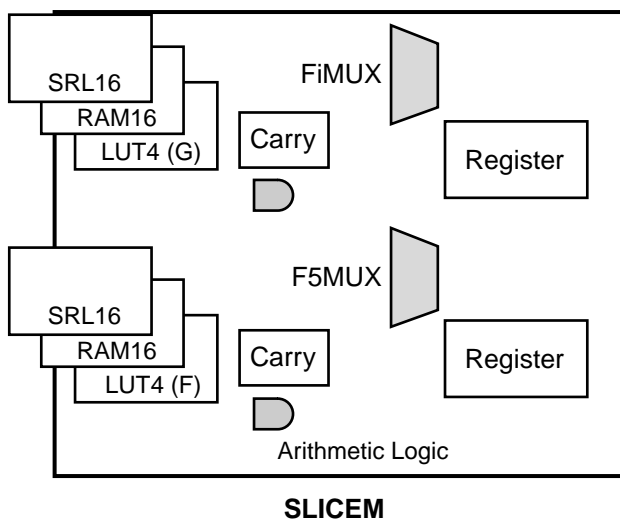 SRL16
RAM16
LUT4 (G)
Carry
FiMUX
Register
SRL16
RAM16
LUT4 (F)
Carry
F5MUX
Register
Arithmetic Logic
SLICEM